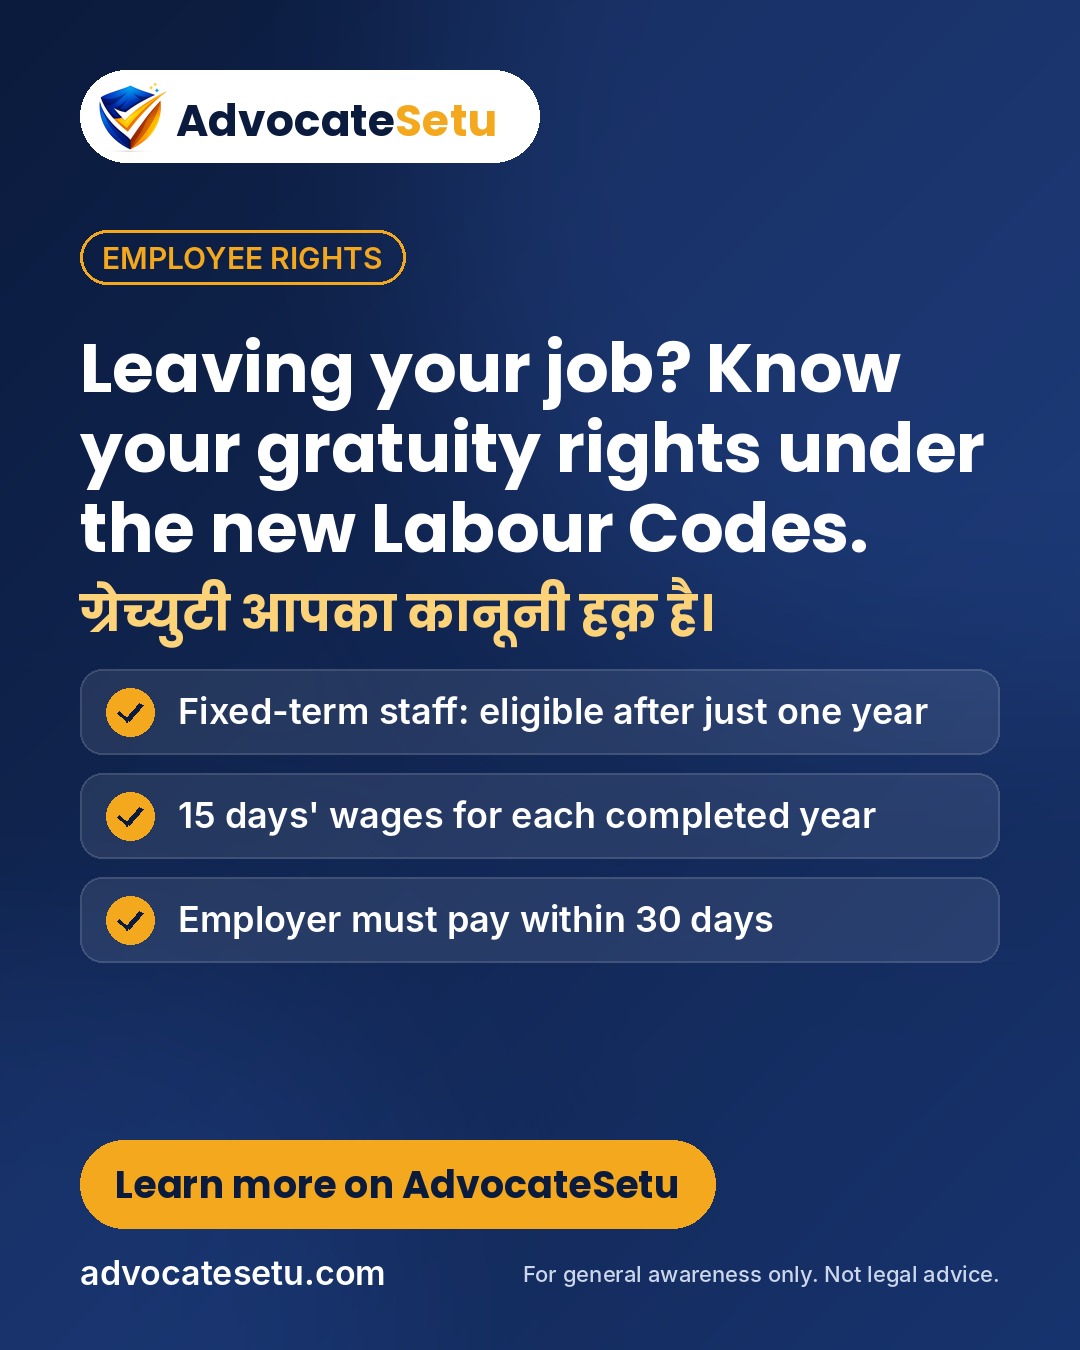 AdvocateSetu
EMPLOYEE RIGHTS
Leaving your job? Know
your gratuity rights under
the new Labour Codes.
ग्रेच्युटी आपका कानूनी हक़ है।
Fixed-term staff: eligible after just one year
15 days' wages for each completed year
Employer must pay within 30 days
Learn more on AdvocateSetu
advocatesetu.com
For general awareness only. Not legal advice.